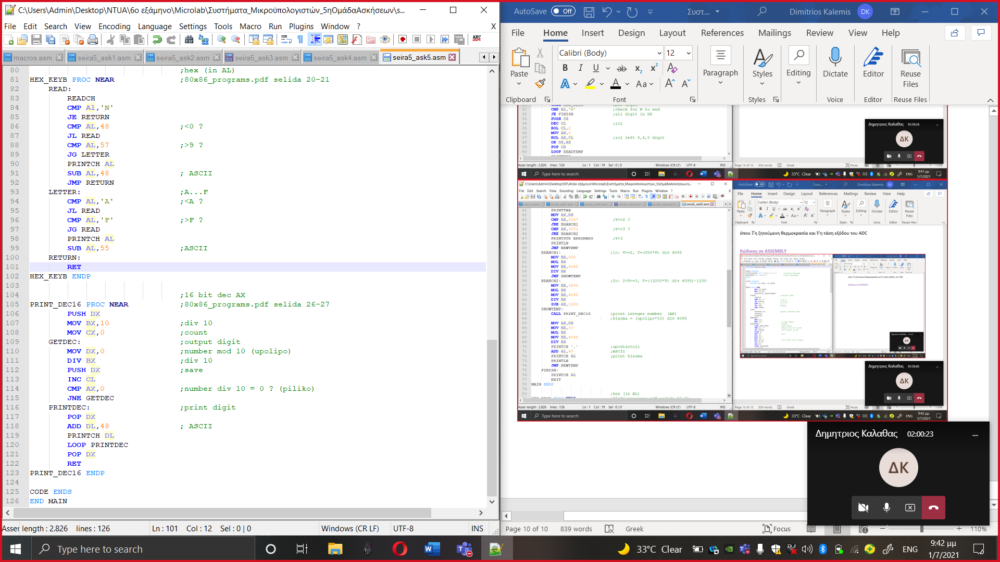 C:\Users\Admin\Desktop\NTUA\6ο εξάμηνο\Microlab\Συστήματα_Μικροϋπολογιστών_5ηΟμάδαΑσκήσεων\s...
File Edit Search View Encoding Language Settings Tools Macro Run Plugins Window ? X
macros.asm seira5_ask1.asm seira5_ask2.asm seira5_ask3.asm seira5_ask4.asm seira5_ask5.asm
80 ;hex (in AL)
81 HEX_KEYB PROC NEAR ;80x86_programs.pdf selida 20-21
82 READ:
83 READCH
84 CMP Al,'N'
85 JE RETURN
86 CMP AL,48 ;<0 ?
87 JL READ
88 CMP AL,57 ;>9 ?
89 JG LETTER
90 PRINTCH AL
91 SUB AL,48 ; ASCII
92 JMP RETURN
93 LETTER: ;A...F
94 CMP AL,'A' ;<A ?
95 JL READ
96 CMP AL,'F' ;>F ?
97 JG READ
98 PRINTCH AL
99 SUB AL,55 ;ASCII
100 RETURN:
101 RET
102 HEX_KEYB ENDP
103
104 ;16 bit dec AX
105 PRINT_DEC16 PROC NEAR ;80x86_programs.pdf selida 26-27
106 PUSH DX
107 MOV BX,10 ;div 10
108 MOV CX,0 ;count
109 GETDEC: ;output digit
110 MOV DX,0 ;number mod 10 (upolipo)
111 DIV BX ;div 10
112 PUSH DX ;save
113 INC CL
114 CMP AX,0 ;number div 10 = 0 ? (piliko)
115 JNE GETDEC
116 PRINTDEC: ;print digit
117 POP DX
118 ADD DL,48 ; ASCII
119 PRINTCH DL
120 LOOP PRINTDEC
121 POP DX
122 RET
123 PRINT_DEC16 ENDP
124
125 CODE ENDS
126 END MAIN
Asser length : 2.826 lines : 126 Ln : 101 Col : 12 Sel : 0 | 0 Windows (CR LF) UTF-8 INS
AutoSave Off Συστ... Dimitrios Kalemis DK
File Home Insert Design Layout References Mailings Review View Help
Calibri (Body) 12
Paste Paragraph Styles Editing Dictate Editor Reuse Files
Clipboard Font Styles Voice Editor Reuse Files
32 CMP AL,'N' ;check for N to end
JE FINISH ;all digit in DX
33 PUSH CX
34 DEC CL ;rol
35 ROL CL,2
36 MOV AH,0
37 ROL AX,CL ;rol left 8,4,0 digit
38 OR DX,AX
39 POP CX
40 LOOP READTEMP
Asser length : 2.826 lines : 126 Ln : 1 Col : 19 Sel : 0 | 0 Windows (CR LF) UTF-8 INS
Page 10 of 10 839 words Greek Focus 110%
Δημητριος Καλαθας 01:59:24
ΔΚ
Type here to search 33°C Clear ENG 9:41 μμ 1/7/2021
C:\Users\Admin\Desktop\NTUA\6ο εξάμηνο\Microlab\Συστήματα_Μικροϋπολογιστών_5ηΟμάδαΑσκήσεων\s...
File Edit Search View Encoding Language Settings Tools Macro Run Plugins Window ? X
41 PRINTTAB
42 MOV AX,DX
43 CMP AX,2047 ;V<=2 ?
44 JBE BRANCH1
45 CMP AX,3071 ;V<=3 ?
46 JBE BRANCH2
47 PRINTSTR ERRORMSG ;V>3
48 PRINTLN
49 JMP NEWTEMP
50 BRANCH1: ;1o: V<=2, T=(800*V) div 4095
51 MOV BX,800
52 MUL BX
53 MOV BX,4095
54 DIV BX
55 JMP SHOWTEMP
56 BRANCH2: ;2o: 2<V<=3, T=((3200*V) div 4095)-1200
57 MOV BX,3200
58 MUL BX
59 MOV BX,4095
60 DIV BX
61 SUB AX,1200
62 SHOWTEMP:
63 CALL PRINT_DEC16 ;print integer number (AX)
64 ;klasma = (upolipo*10) div 4095
65 MOV AX,DX
66 MOV BX,10
67 MUL BX
68 MOV BX,4095
69 DIV BX
70 PRINTCH ',' ;upodiastoli
71 ADD AL,48 ;ASCII
72 PRINTCH AL ;print klasma
73 PRINTLN
74 JMP NEWTEMP
75 FINISH:
76 PRINTCH AL
77 EXIT
78 MAIN ENDP
79
80 ;hex (in AL)
Asser length : 2.826 lines : 126 Ln : 1 Col : 19 Sel : 0 | 0 Windows (CR LF) UTF-8 INS
AutoSave Off Συστ... Dimitrios Kalemis DK
File Home Insert Design Layout References Mailings Review View Help
Calibri (Body) 12
Paste Paragraph Styles Editing Dictate Editor Reuse Files
Clipboard Font Styles Voice Editor Reuse Files
όπου T η ζητούμενη θερμοκρασία και V η τάση εξόδου του ADC
Κώδικας σε ASSEMBLY
Δημητριος Καλαθας 01:59:45
ΔΚ
Page 10 of 10 839 words Greek Focus 110%
Type here to search 33°C Clear ENG 9:42 μμ 1/7/2021
Δημητριος Καλαθας 02:00:23
ΔΚ
Page 10 of 10 839 words Greek Focus 110%
Type here to search 33°C Clear ENG 9:42 μμ 1/7/2021